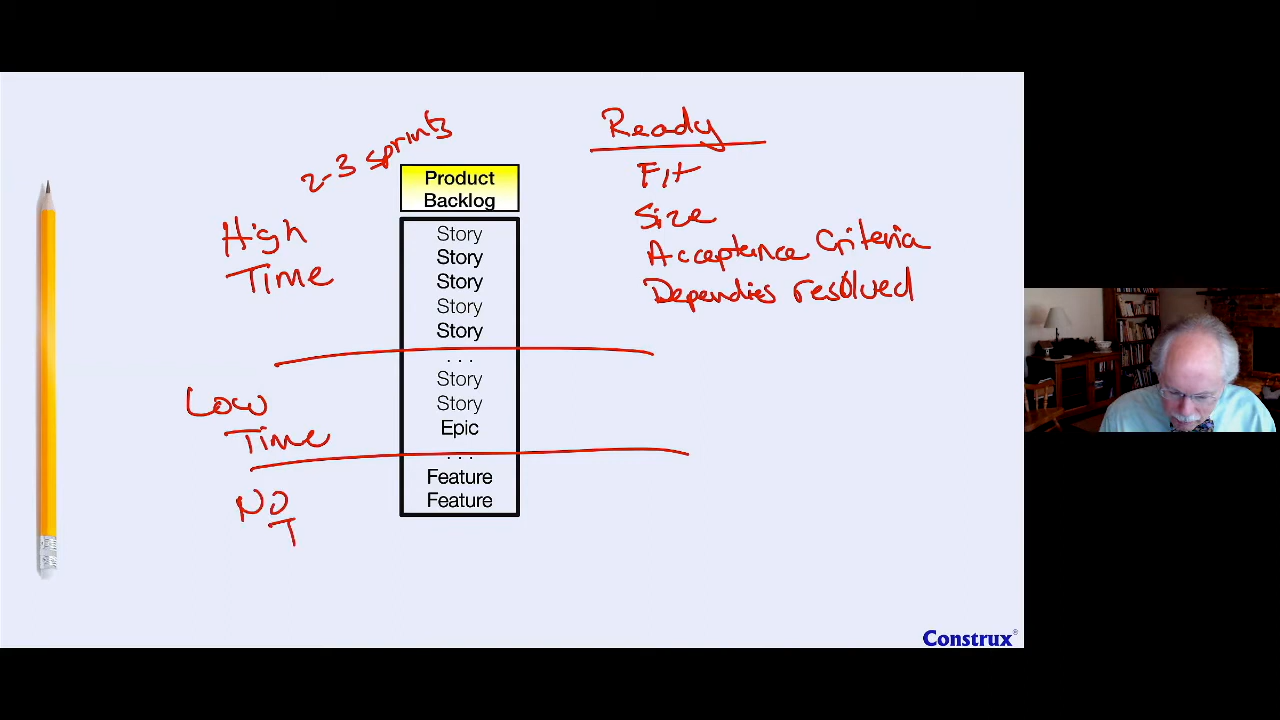 2-3 sprints
Product
Backlog
High
Time
Story
Story
Story
Story
Story
. . .
Low
Time
Story
Story
Epic
. . .
No
T
Feature
Feature
Ready
Fit
Size
Acceptance Criteria
Dependies resolved
Construx®